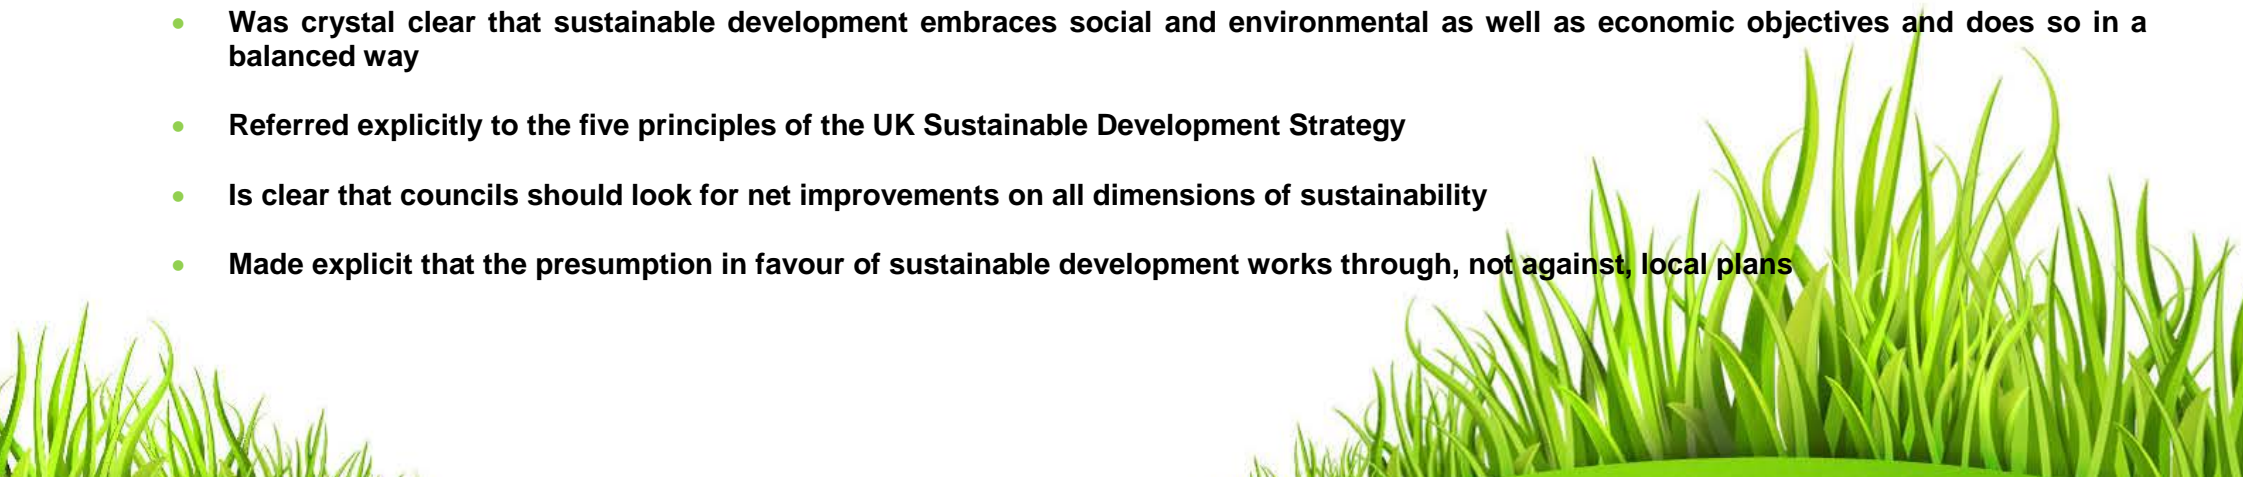 • Was crystal clear that sustainable development embraces social and environmental as well as economic objectives and does so in a
balanced way
• Referred explicitly to the five principles of the UK Sustainable Development Strategy
• Is clear that councils should look for net improvements on all dimensions of sustainability
• Made explicit that the presumption in favour of sustainable development works through, not against, local plans